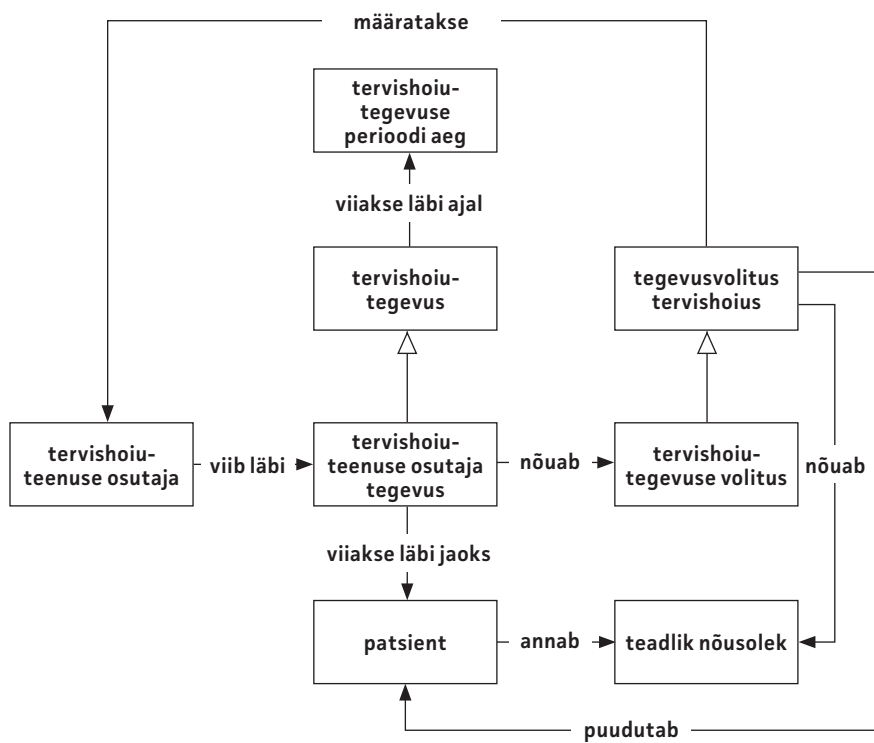 määratakse
tervishoiu-
tegevuse
perioodi aeg
viiakse läbi ajal
tervishoiu-
tegevus
tegevusvolitus
tervishoius
tervishoiu-
teenuse osutaja
viib läbi
tervishoiu-
teenuse osutaja
tegevus
nõuab
tervishoiu-
tegevuse volitus
nõuab
viiakse läbi jaoks
patsient
annab
teadlik nõusolek
puudutab